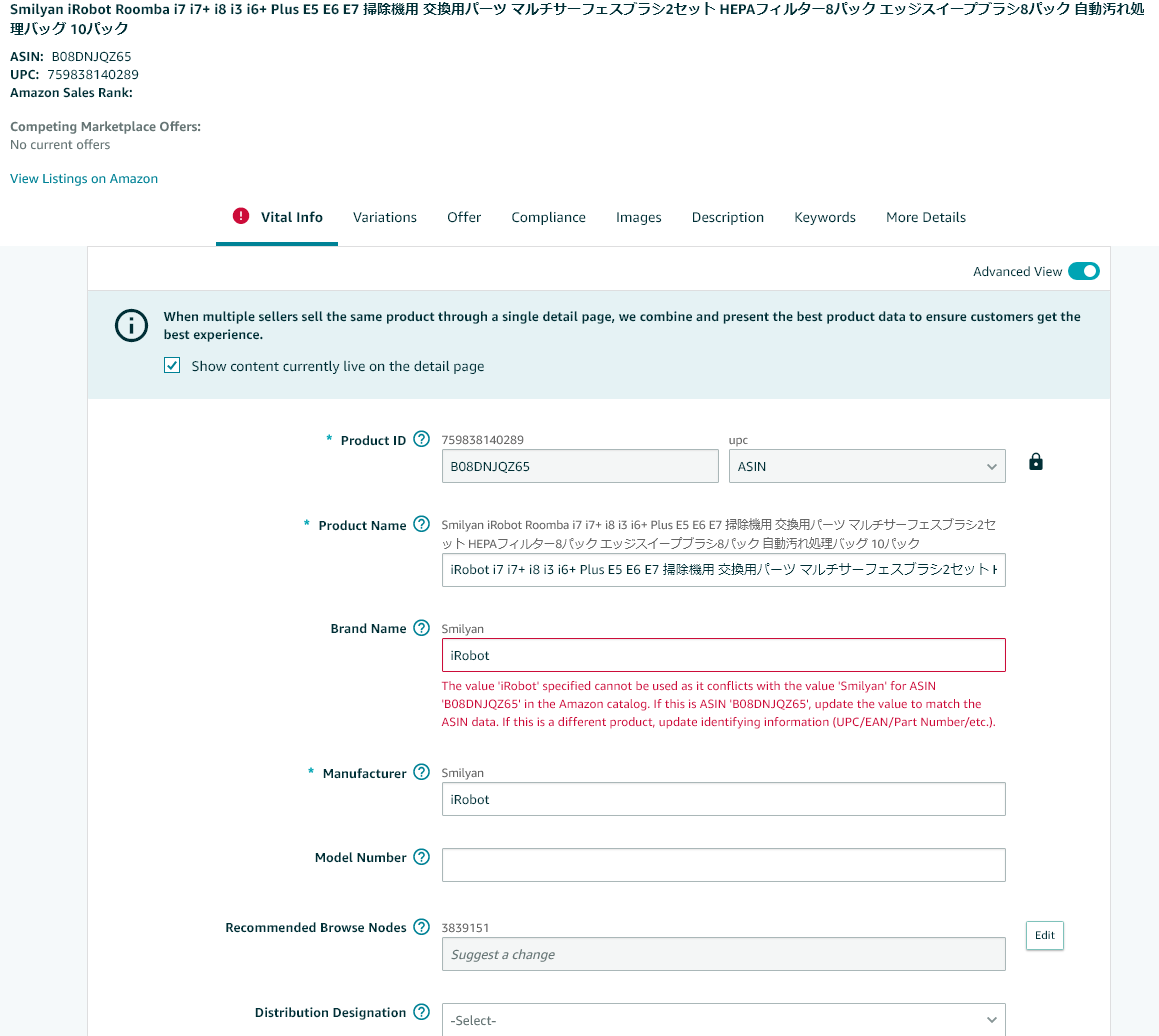 Smilyan iRobot Roomba i7 i7+ i8 i3 i6+ Plus E5 E6 E7 掃除機用 交換用パーツ マルチサーフェスブラシ2セット HEPAフィルター8パック エッジスイープブラシ8パック 自動汚れ処
理バッグ 10パック
ASIN: B08DNJQZ65
UPC: 759838140289
Amazon Sales Rank:
Competing Marketplace Offers:
No current offers
View Listings on Amazon
! Vital Info Variations Offer Compliance Images Description Keywords More Details
Advanced View
When multiple sellers sell the same product through a single detail page, we combine and present the best product data to ensure customers get the
best experience.
Show content currently live on the detail page
* Product ID ? 759838140289 upc
B08DNJQZ65 ASIN
* Product Name ? Smilyan iRobot Roomba i7 i7+ i8 i3 i6+ Plus E5 E6 E7 掃除機用 交換用パーツ マルチサーフェスブラシ2セ
ット HEPAフィルター8パック エッジスイープブラシ8パック 自動汚れ処理バッグ 10パック
iRobot i7 i7+ i8 i3 i6+ Plus E5 E6 E7 掃除機用 交換用パーツ マルチサーフェスブラシ2セット H
Brand Name ? Smilyan
iRobot
The value 'iRobot' specified cannot be used as it conflicts with the value 'Smilyan' for ASIN
'B08DNJQZ65' in the Amazon catalog. If this is ASIN 'B08DNJQZ65', update the value to match the
ASIN data. If this is a different product, update identifying information (UPC/EAN/Part Number/etc.).
* Manufacturer ? Smilyan
iRobot
Model Number ?
Recommended Browse Nodes ? 3839151
Suggest a change Edit
Distribution Designation ?
-Select-